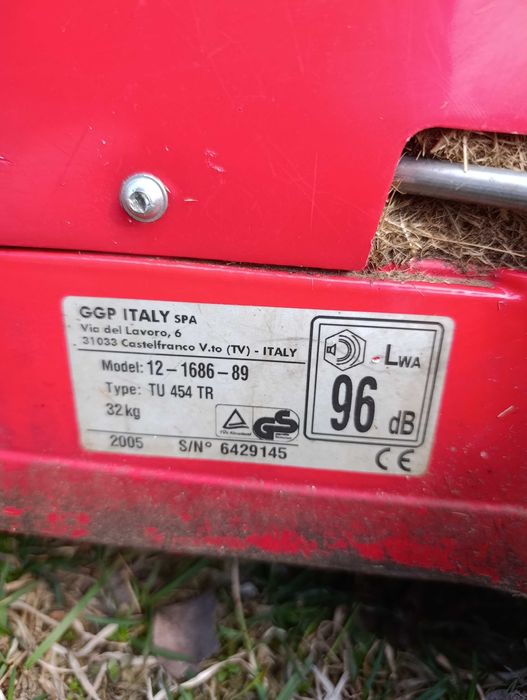 GGP ITALY SPA
Via del Lavoro, 6
31033 Castelfranco V.to (TV) - ITALY
Model: 12-1686-89
Type: TU 454 TR
32 kg
2005 S/N° 6429145
LWA
96 dB
GS
CE